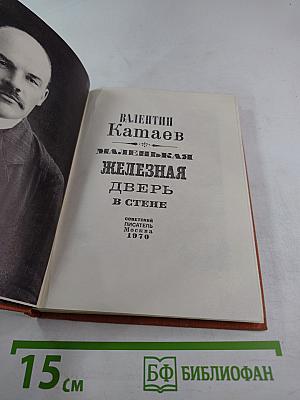 ВАЛЕНТИН
Катаев
МАЛЕНЬКАЯ
ЖЕЛЕЗНАЯ
ДВЕРЬ
В СТЕНЕ
СОВЕТСКИЙ
ПИСАТЕЛЬ
Москва
1970
15 см
БФ БИБЛИОФАН